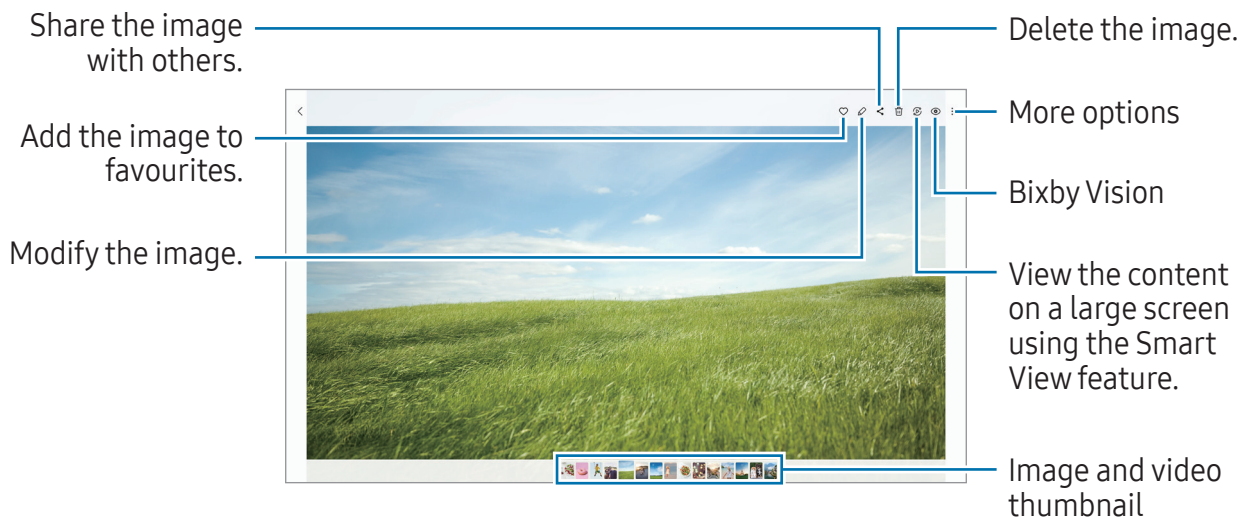 Share the image
with others.
Add the image to
favourites.
Modify the image.
Delete the image.
More options
Bixby Vision
View the content
on a large screen
using the Smart
View feature.
Image and video
thumbnail